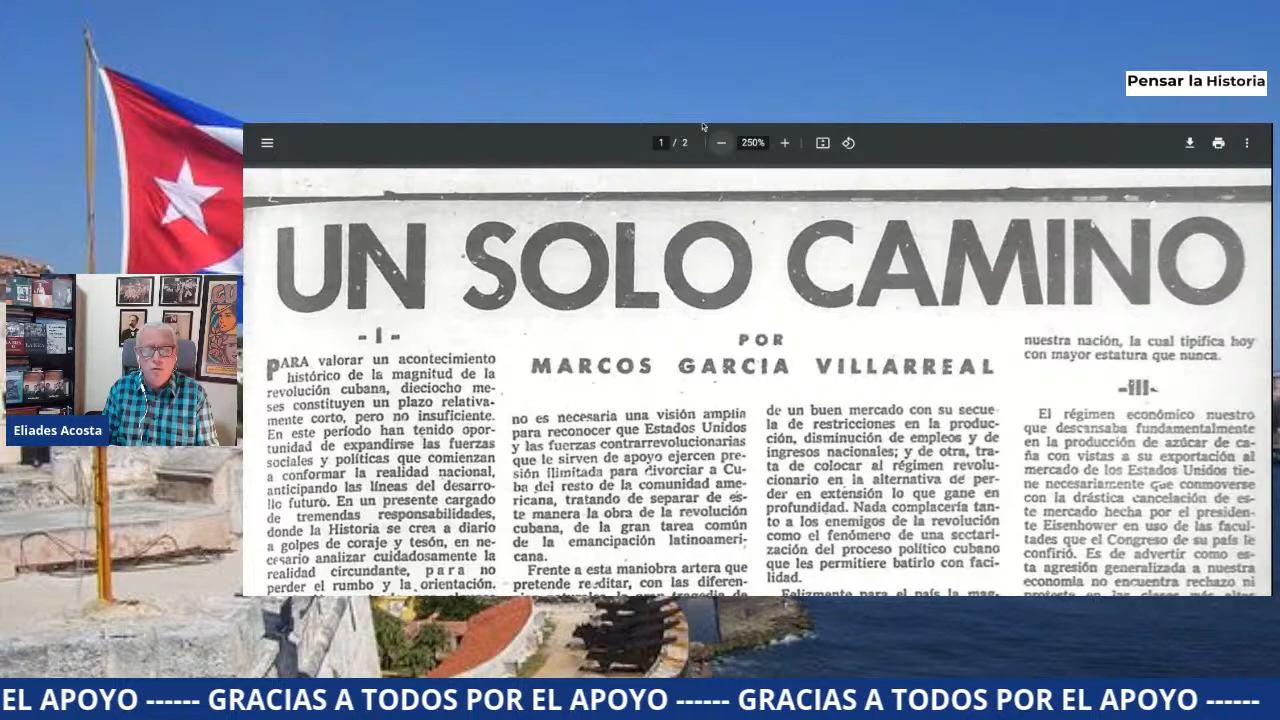 Pensar la Historia
1 / 2
250%
UN SOLO CAMINO
POR
MARCOS GARCIA VILLARREAL
- I -
PARA valorar un acontecimiento
histórico de la magnitud de la
revolución cubana, dieciocho me-
ses constituyen un plazo relativa-
mente corto, pero no insuficiente.
En este período han tenido opor-
tunidad de expandirse las fuerzas
sociales y políticas que comienzan
a conformar la realidad nacional,
anticipando las líneas del desarro-
llo futuro. En un presente cargado
de tremendas responsabilidades,
donde la Historia se crea a diario
a golpes de coraje y tesón, en ne-
cesario analizar cuidadosamente la
realidad circundante, para no
perder el rumbo y la orientación.
no es necesaria una visión amplia
para reconocer que Estados Unidos
y las fuerzas contrarrevolucionarias
que le sirven de apoyo ejercen pre-
sión ilimitada para divorciar a Cu-
ba del resto de la comunidad ame-
ricana, tratando de separar de es-
te manera la obra de la revolución
cubana, de la gran tarea común
de la emancipación latinoameri-
cana.
Frente a esta maniobra artera que
pretende reeditar, con las diferen-
la gran tragedia de
de un buen mercado con su secue-
la de restricciones en la produc-
ción, disminución de empleos y de
ingresos nacionales; y de otra, tra-
ta de colocar al régimen revolu-
cionario en la alternativa de per-
der en extensión lo que gane en
profundidad. Nada complacería tan-
to a los enemigos de la revolución
como el fenómeno de una sectari-
zación del proceso político cubano
que les permitiere batirlo con faci-
lidad.
Felizmente para el país la mag-
nuestra nación, la cual tipifica hoy
con mayor estatura que nunca.
-III-
El régimen económico nuestro
que descansaba fundamentalmente
en la producción de azúcar de ca-
ña con vistas a su exportación al
mercado de los Estados Unidos tie-
ne necesariamente que conmoverse
con la drástica cancelación de es-
te mercado hecha por el presiden-
te Eisenhower en uso de las facul-
tades que el Congreso de su país le
confirió. Es de advertir como es-
ta agresión generalizada a nuestra
economía no encuentra rechazo ni
protesta en las clases más altas
Eliades Acosta
EL APOYO ------ GRACIAS A TODOS POR EL APOYO ------ GRACIAS A TODOS POR EL APOYO ------